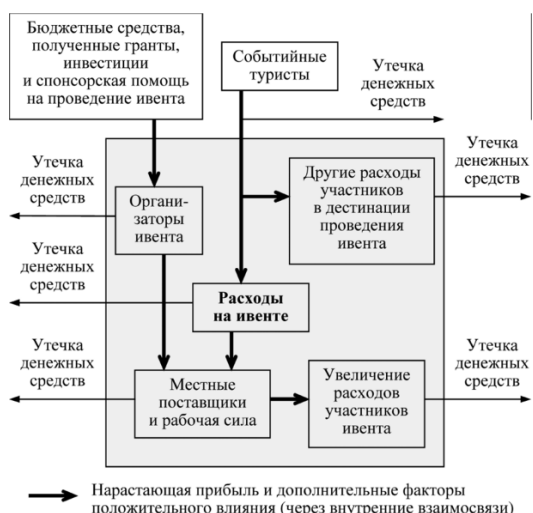 Бюджетные средства,
полученные гранты,
инвестиции
и спонсорская помощь
на проведение ивента
Событийные
туристы
Утечка
денежных
средств
Утечка
денежных
средств
Органи-
заторы
ивента
Другие расходы
участников
в дестинации
проведения
ивента
Утечка
денежных
средств
Утечка
денежных
средств
Расходы
на ивенте
Утечка
денежных
средств
Местные
поставщики
и рабочая сила
Увеличение
расходов
участников
ивента
Утечка
денежных
средств
Нарастающая прибыль и дополнительные факторы
положительного влияния (через внутренние взаимосвязи)